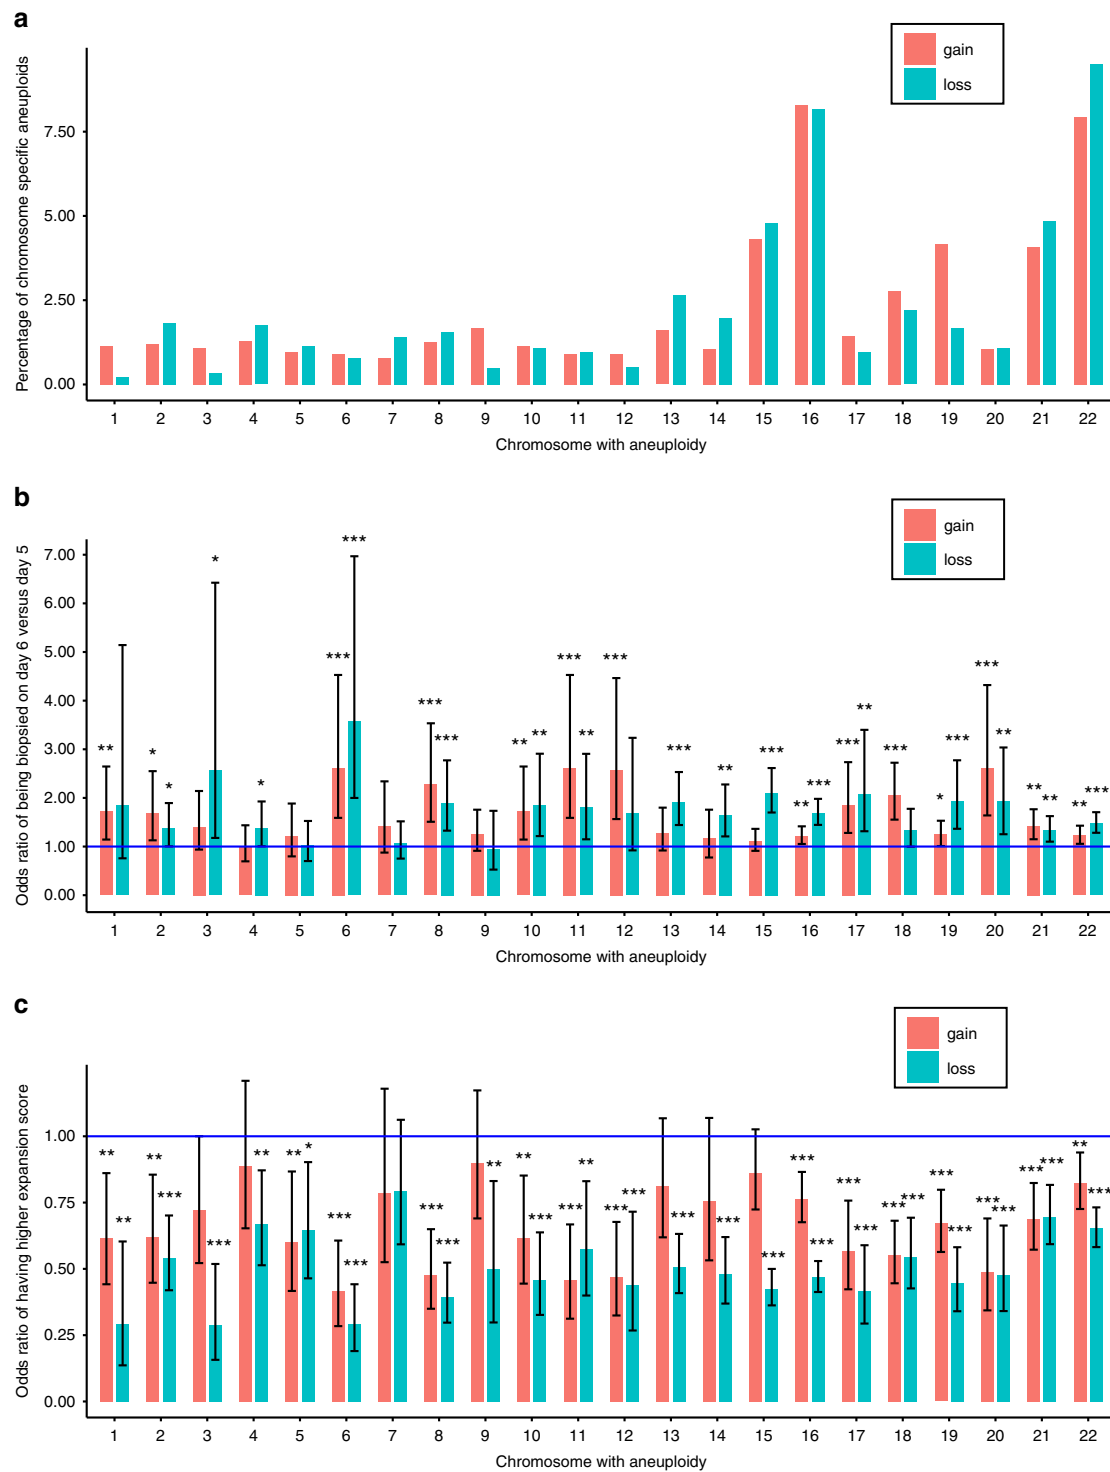 a
gain
loss
Percentage of chromosome specific aneuploids
7.50
5.00
2.50
0.00
1 2 3 4 5 6 7 8 9 10 11 12 13 14 15 16 17 18 19 20 21 22
Chromosome with aneuploidy
b
gain
loss
Odds ratio of being biopsied on day 6 versus day 5
7.00
6.00
5.00
4.00
3.00
2.00
1.00
0.00
** * * * * *** *** *** *** ** ** *** ** *** *** ** *** ** *** *** ** *** * *** *** ** ** ** ** ***
1 2 3 4 5 6 7 8 9 10 11 12 13 14 15 16 17 18 19 20 21 22
Chromosome with aneuploidy
c
gain
loss
Odds ratio of having higher expansion score
1.00
0.75
0.50
0.25
0.00
** ** ** *** *** ** ** * *** *** *** *** ** ** *** *** ** *** *** *** *** *** *** *** *** *** *** *** *** *** *** *** *** *** ** ***
1 2 3 4 5 6 7 8 9 10 11 12 13 14 15 16 17 18 19 20 21 22
Chromosome with aneuploidy